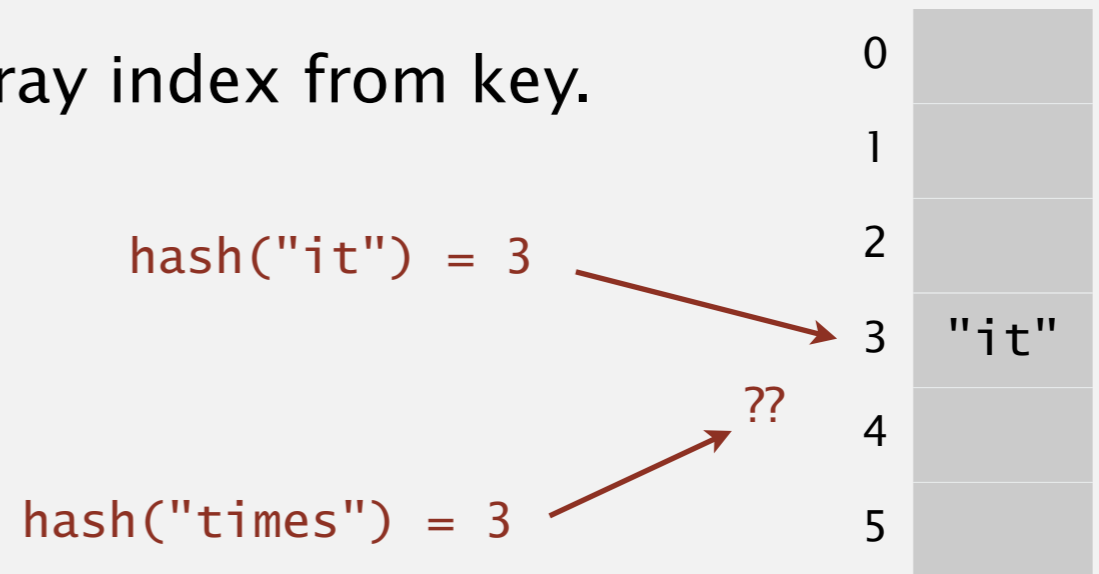 ray index from key.
hash("it") = 3
??
hash("times") = 3
0
1
2
3 "it"
4
5